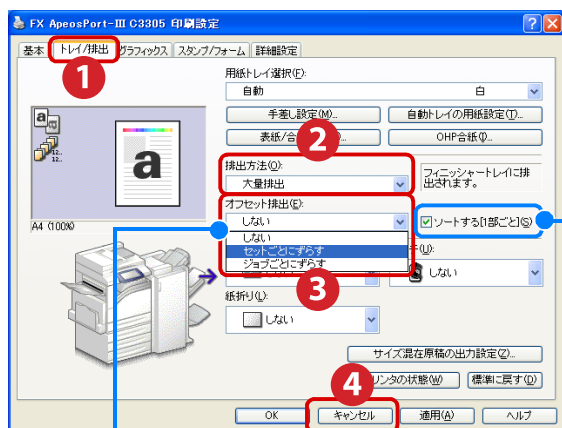 FX ApeosPort-III C3305 印刷設定
基本 トレイ/排出 グラフィックス スタンプ/フォーム 詳細設定
1
用紙トレイ選択(F):
自動 白
手差し設定(M)... 自動トレイの用紙設定(T)...
表紙/合 OHP合紙(I)...
2
排出方法(O):
大量排出
フィニッシャートレイに排
出されます。
オフセット排出(E):
しない
ソートする[1部ごと](S)
しない
セットごとにずらす
ジョブごとにずらす
3
(U):
しない
紙折り(L):
しない
a
a
12..
12..
A4 (100%)
サイズ混在原稿の出力設定(Z)...
4
リンタの状態(W) 標準に戻す(D)
OK キャンセル 適用(A) ヘルプ